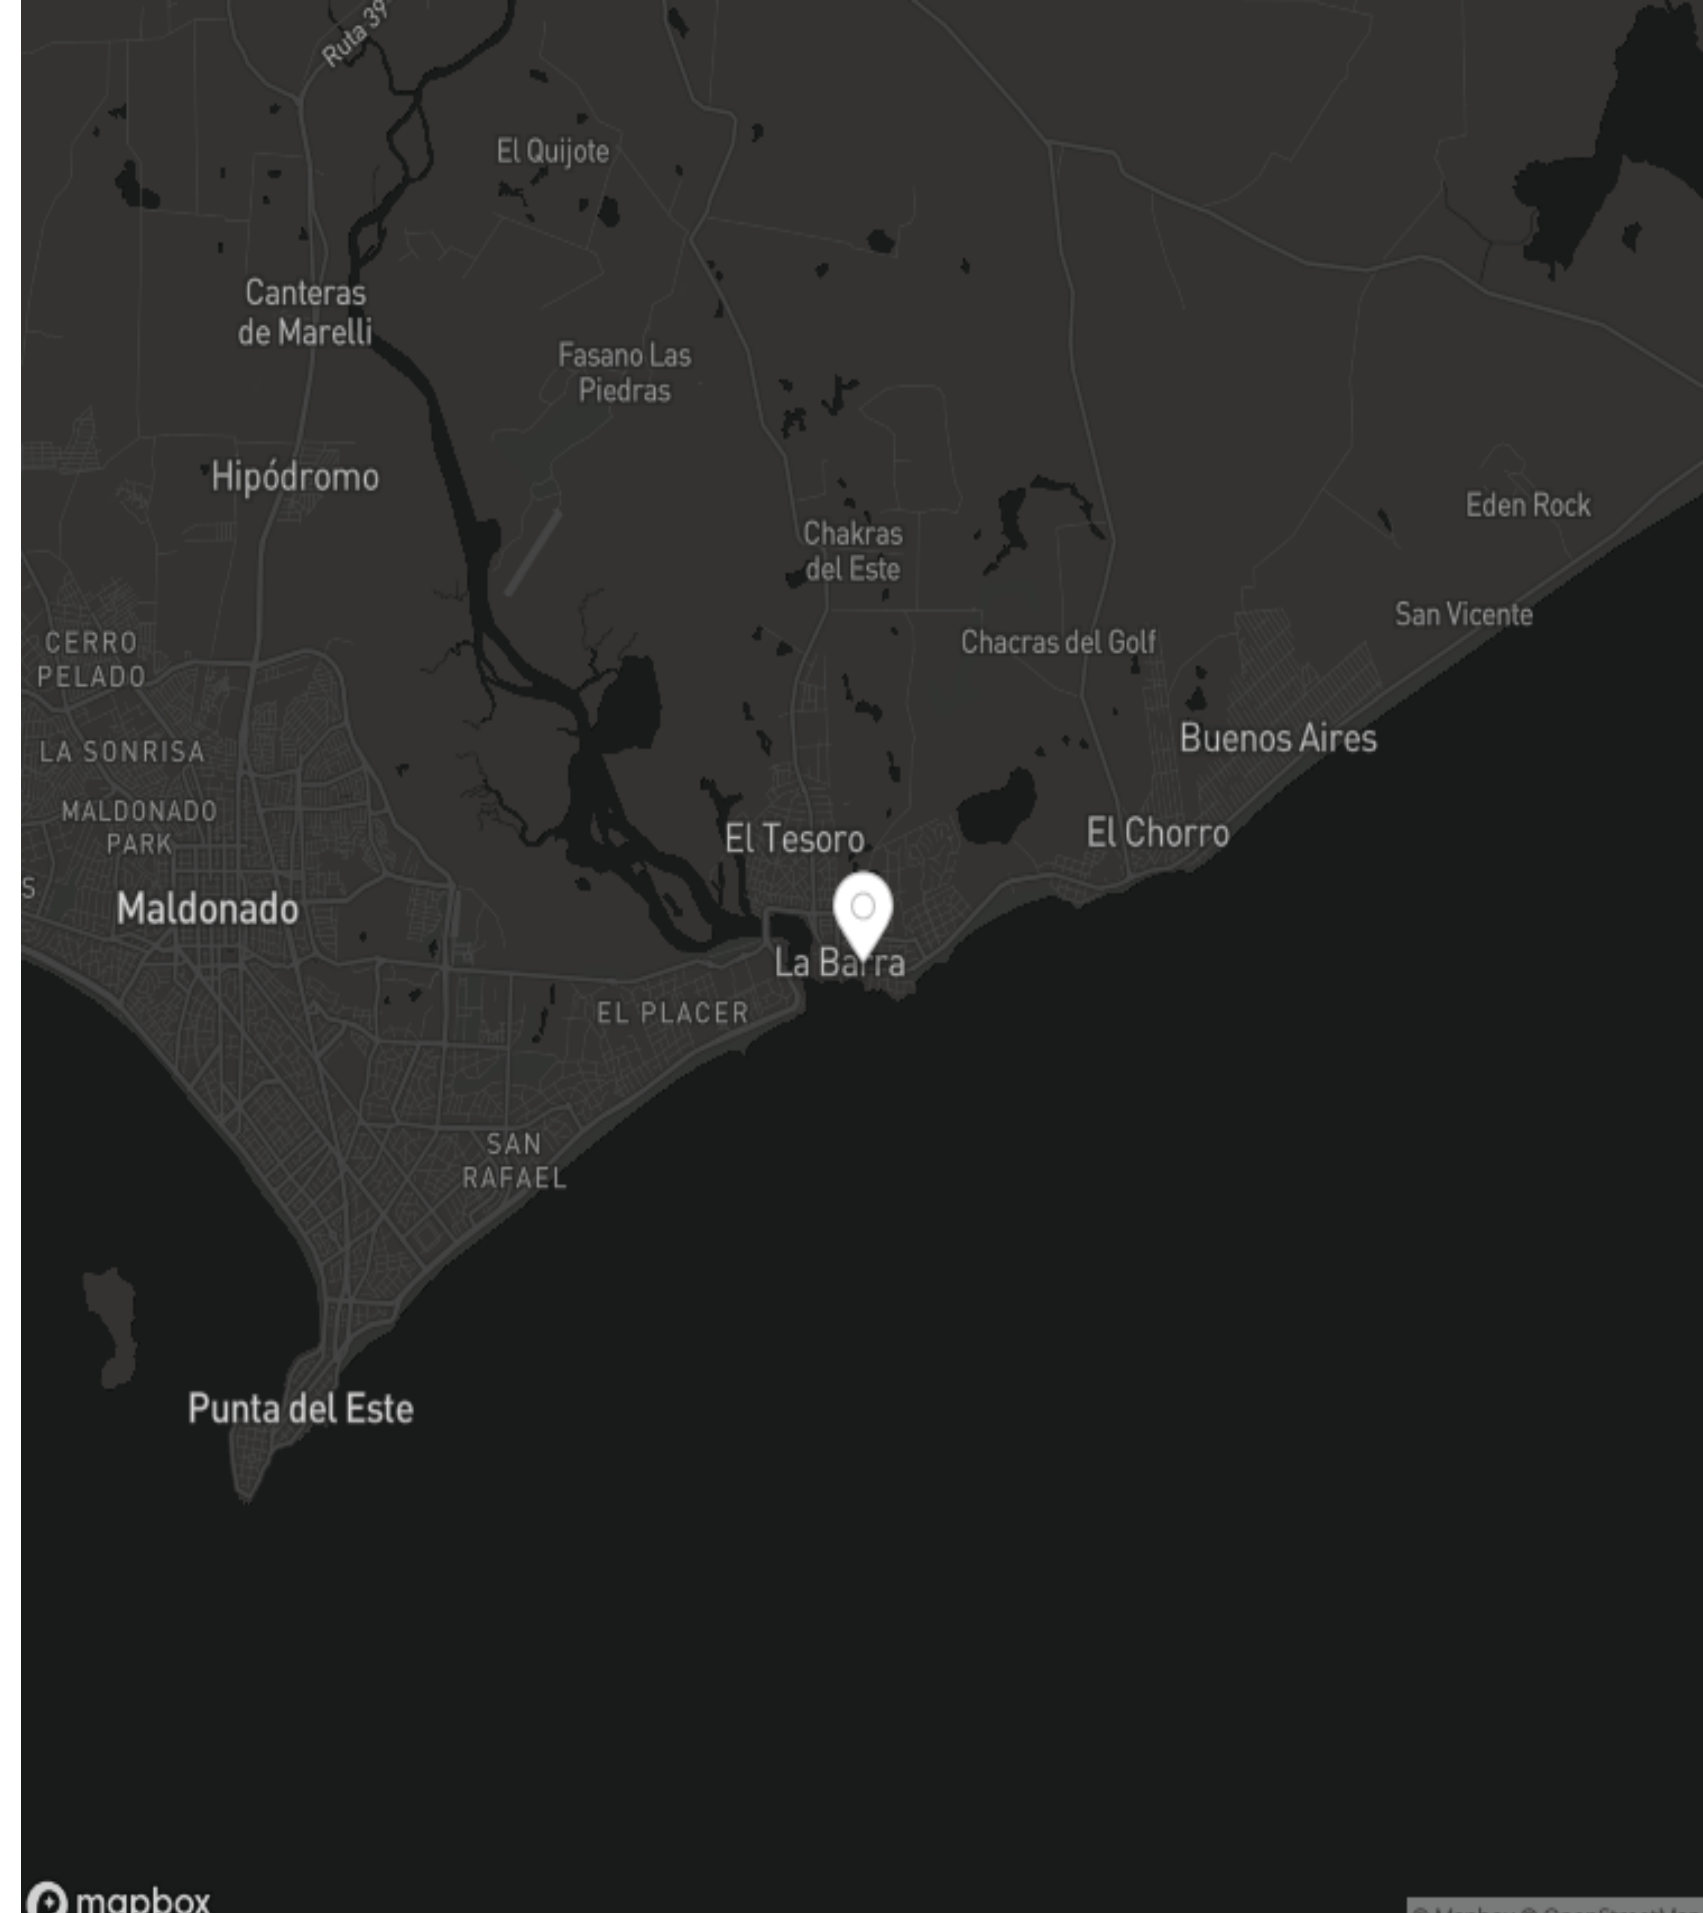 Ruta 39
El Quijote
Canteras
de Marelli
Fasano Las
Piedras
Hipódromo
Eden Rock
Chakras
del Este
San Vicente
CERRO
PELADO
Chacras del Golf
LA SONRISA
Buenos Aires
MALDONADO
PARK
El Tesoro
El Chorro
S
Maldonado
La Barra
EL PLACER
SAN
RAFAEL
Punta del Este
mapbox
© Mapbox © OpenStreetMap